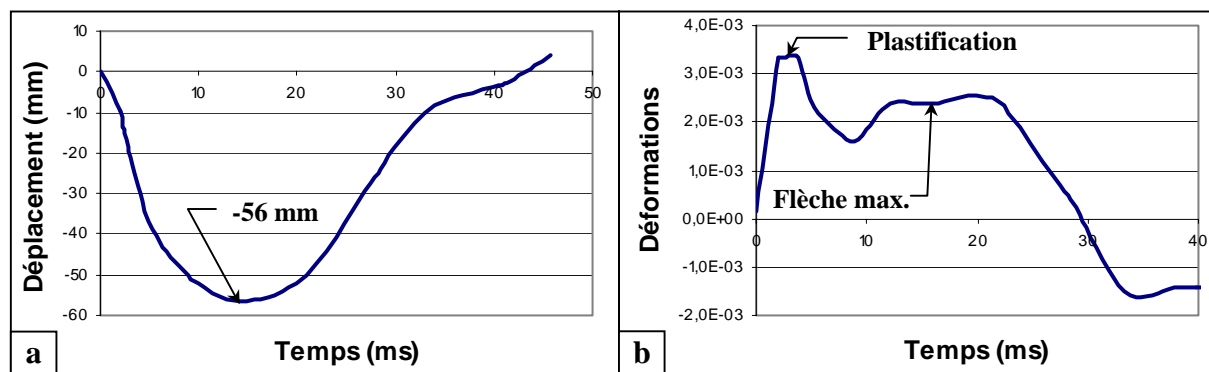 10
0
-10
-20
-30
-40
-50
-60
0
10
20
30
40
50
Déplacement (mm)
Temps (ms)
-56 mm
a
4,0E-03
3,0E-03
2,0E-03
1,0E-03
0,0E+00
-1,0E-03
-2,0E-03
0
10
20
30
40
Déformations
Temps (ms)
Plastification
Flèche max.
b